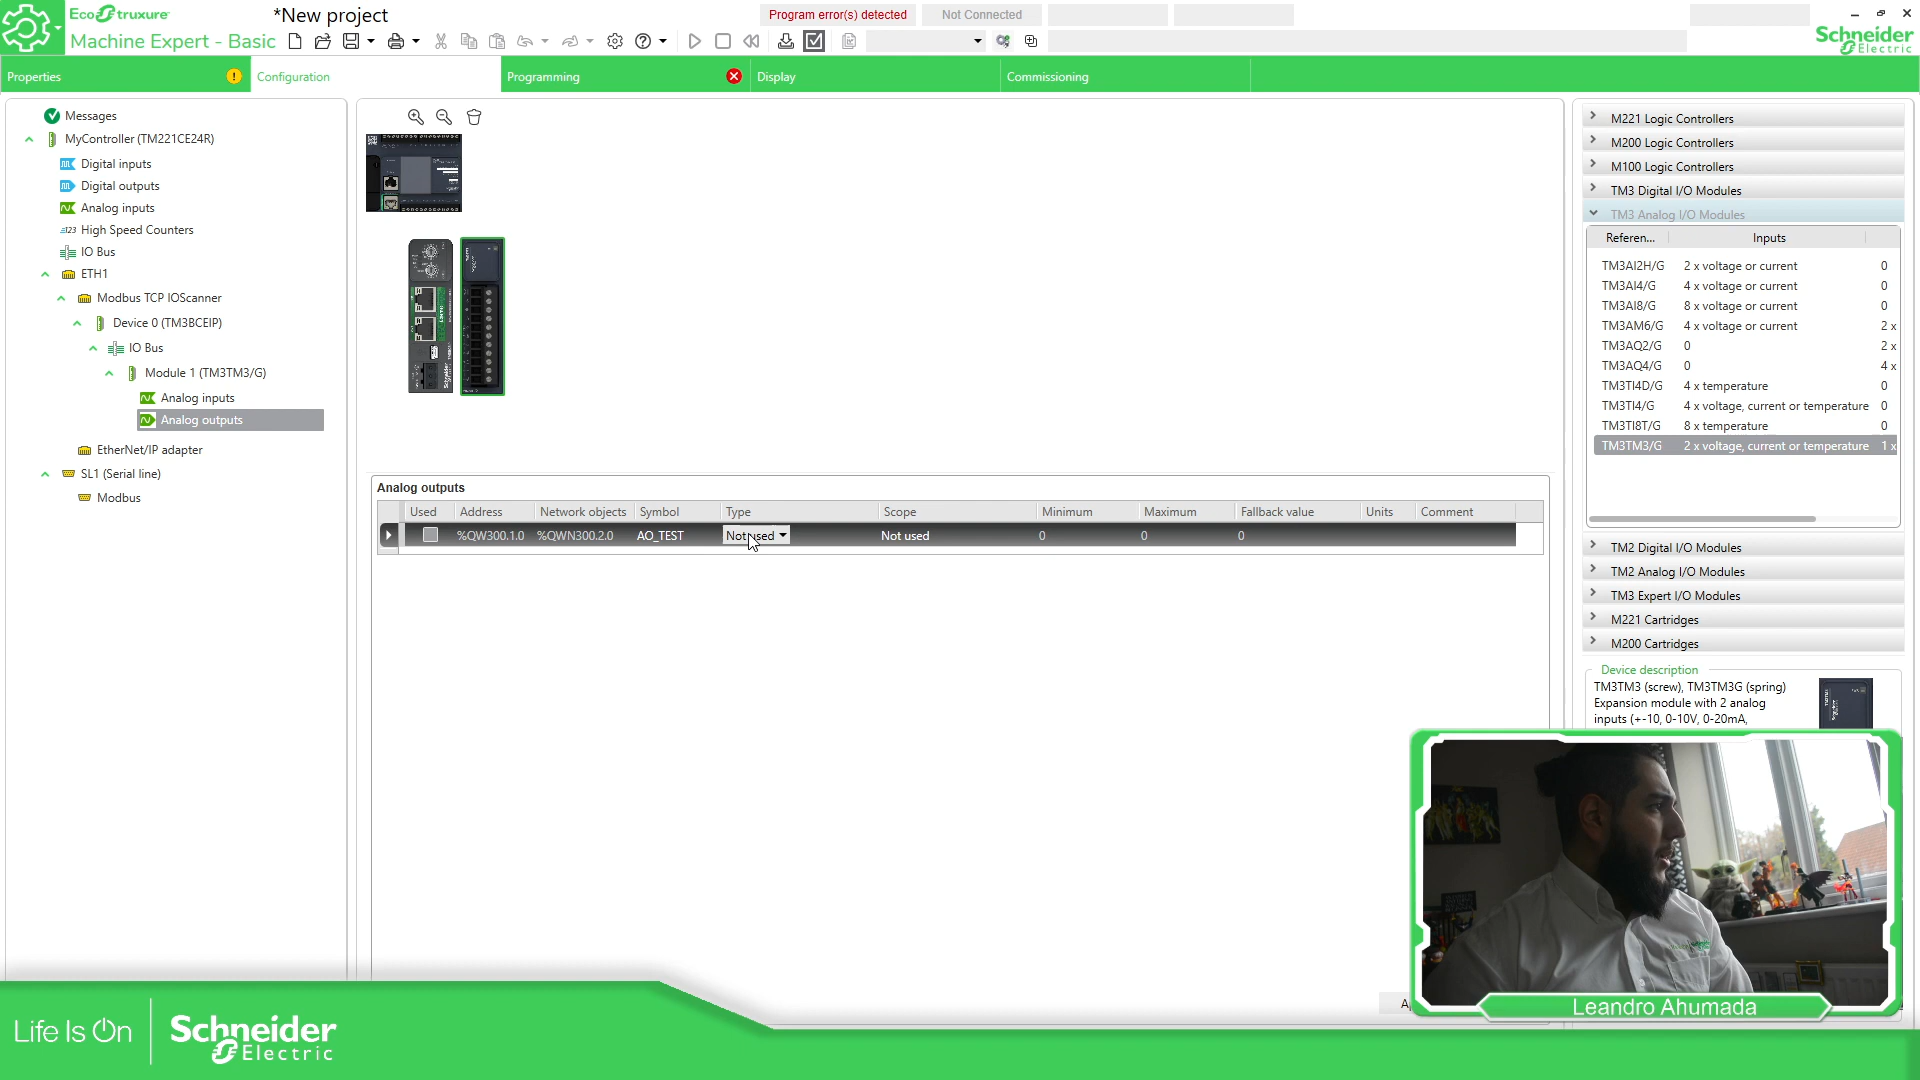 EcoStruxure
Machine Expert - Basic
*New project
Program error(s) detected
Not Connected
Schneider
Electric
Properties
Configuration
Programming
Display
Commissioning
Messages
MyController (TM221CE24R)
Digital inputs
Digital outputs
Analog inputs
High Speed Counters
IO Bus
ETH1
Modbus TCP IOScanner
Device 0 (TM3BCEIP)
IO Bus
Module 1 (TM3TM3/G)
Analog inputs
Analog outputs
EtherNet/IP adapter
SL1 (Serial line)
Modbus
Analog outputs
Used Address Network objects Symbol Type Scope Minimum Maximum Fallback value Units Comment
%QW300.1.0 %QWN300.2.0 AO_TEST Not used Not used 0 0 0
M221 Logic Controllers
M200 Logic Controllers
M100 Logic Controllers
TM3 Digital I/O Modules
TM3 Analog I/O Modules
Referen... Inputs
TM3AI2H/G 2 x voltage or current 0
TM3AI4/G 4 x voltage or current 0
TM3AI8/G 8 x voltage or current 0
TM3AM6/G 4 x voltage or current 2 x
TM3AQ2/G 0 2 x
TM3AQ4/G 0 4 x
TM3TI4D/G 4 x temperature 0
TM3TI4/G 4 x voltage, current or temperature 0
TM3TI8T/G 8 x temperature 0
TM3TM3/G 2 x voltage, current or temperature 1 x
TM2 Digital I/O Modules
TM2 Analog I/O Modules
TM3 Expert I/O Modules
M221 Cartridges
M200 Cartridges
Device description
TM3TM3 (screw), TM3TM3G (spring)
Expansion module with 2 analog
inputs (+-10, 0-10V, 0-20mA,
Leandro Ahumada
Life Is On
Schneider
Electric